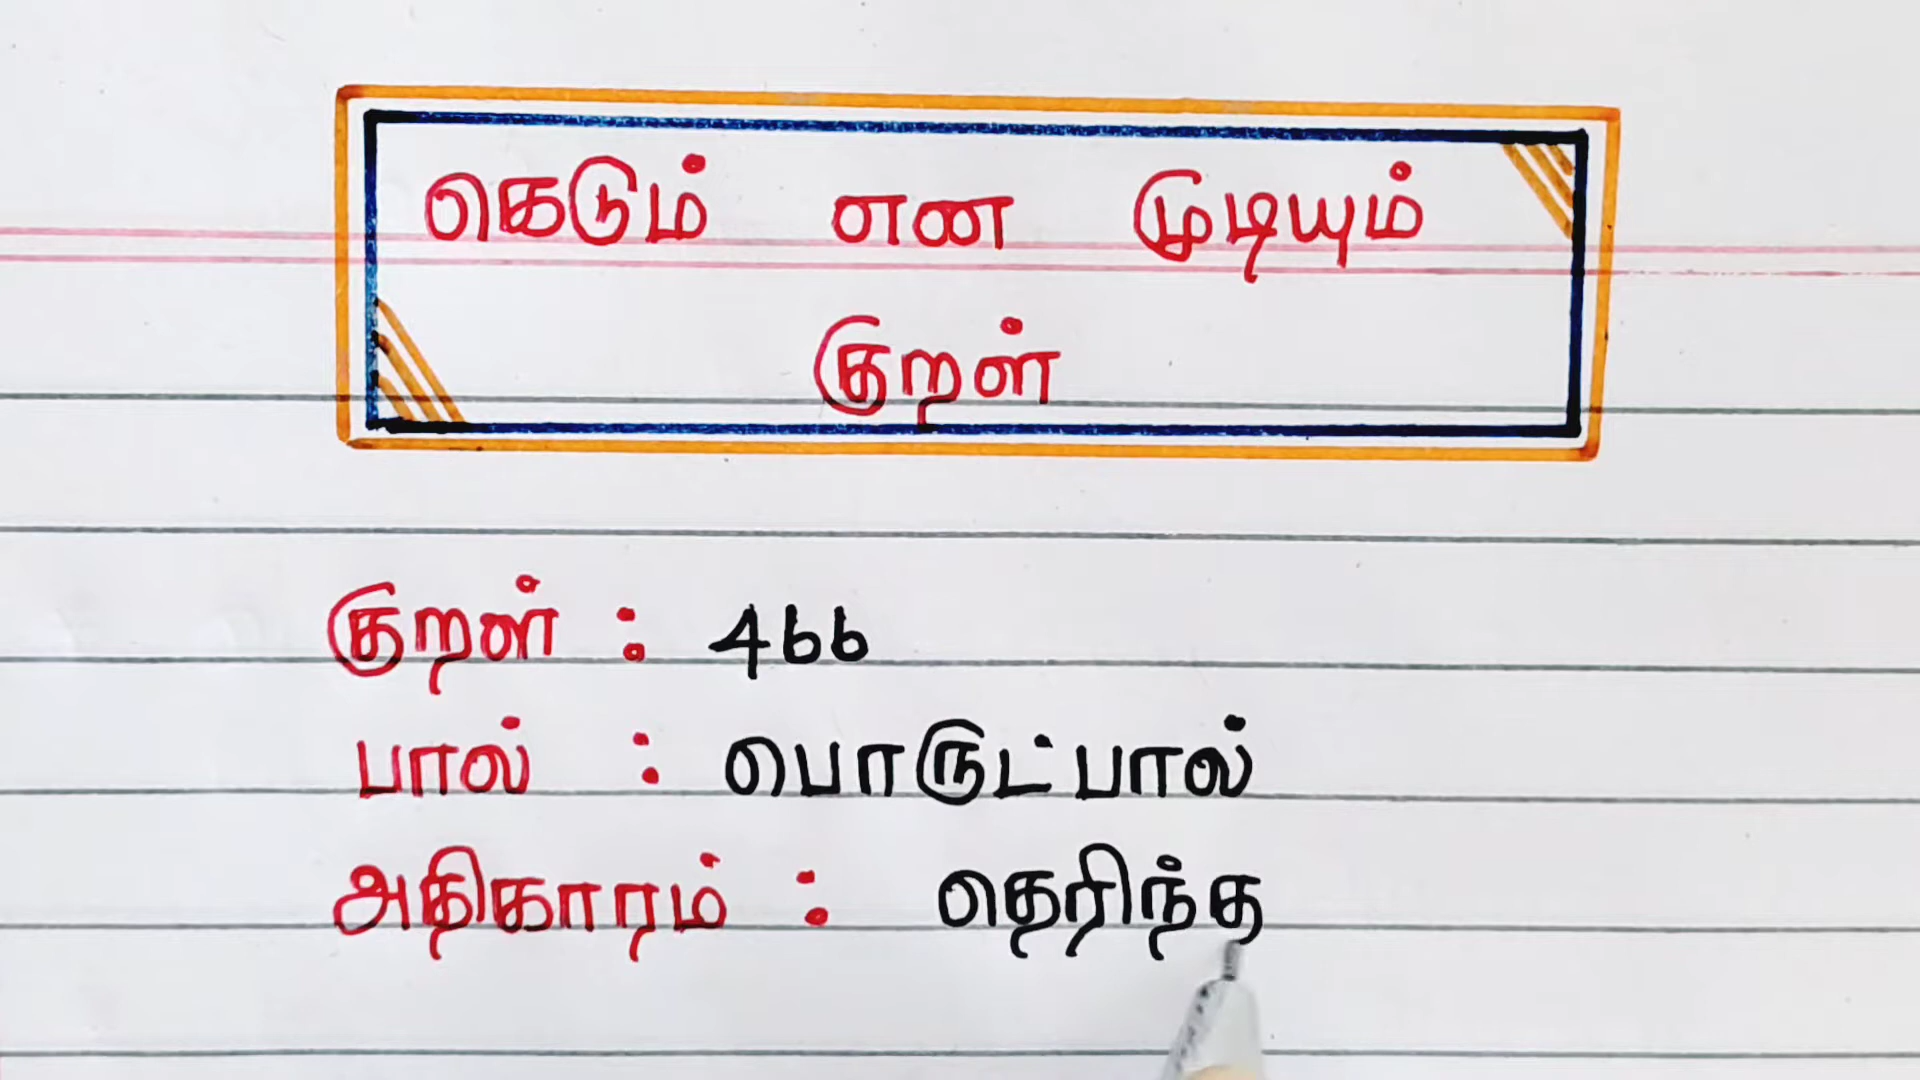 கெடும் என முடியும்
குறள்
குறள் : 466
பால் : பொருட்பால்
அதிகாரம் : தெரிந்த